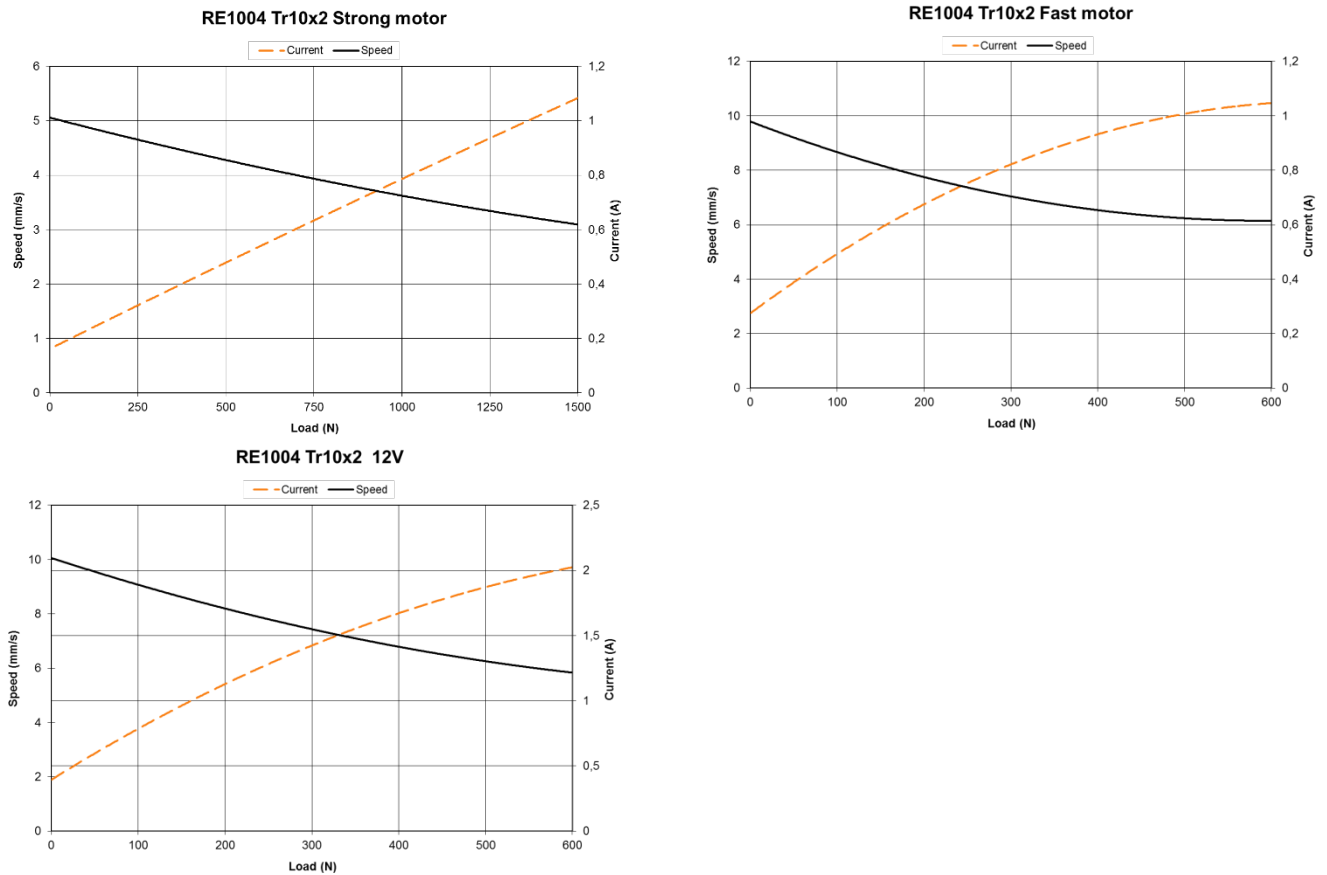 RE1004 Tr10x2 Strong motor
Current Speed
6
5
4
3
2
1
0
1,2
1
0,8
0,6
0,4
0,2
0
Speed (mm/s)
Current (A)
0 250 500 750 1000 1250 1500
Load (N)
RE1004 Tr10x2 Fast motor
Current Speed
12
10
8
6
4
2
0
1,2
1
0,8
0,6
0,4
0,2
0
Speed (mm/s)
Current (A)
0 100 200 300 400 500 600
Load (N)
RE1004 Tr10x2 12V
Current Speed
12
10
8
6
4
2
0
2,5
2
1,5
1
0,5
0
Speed (mm/s)
Current (A)
0 100 200 300 400 500 600
Load (N)